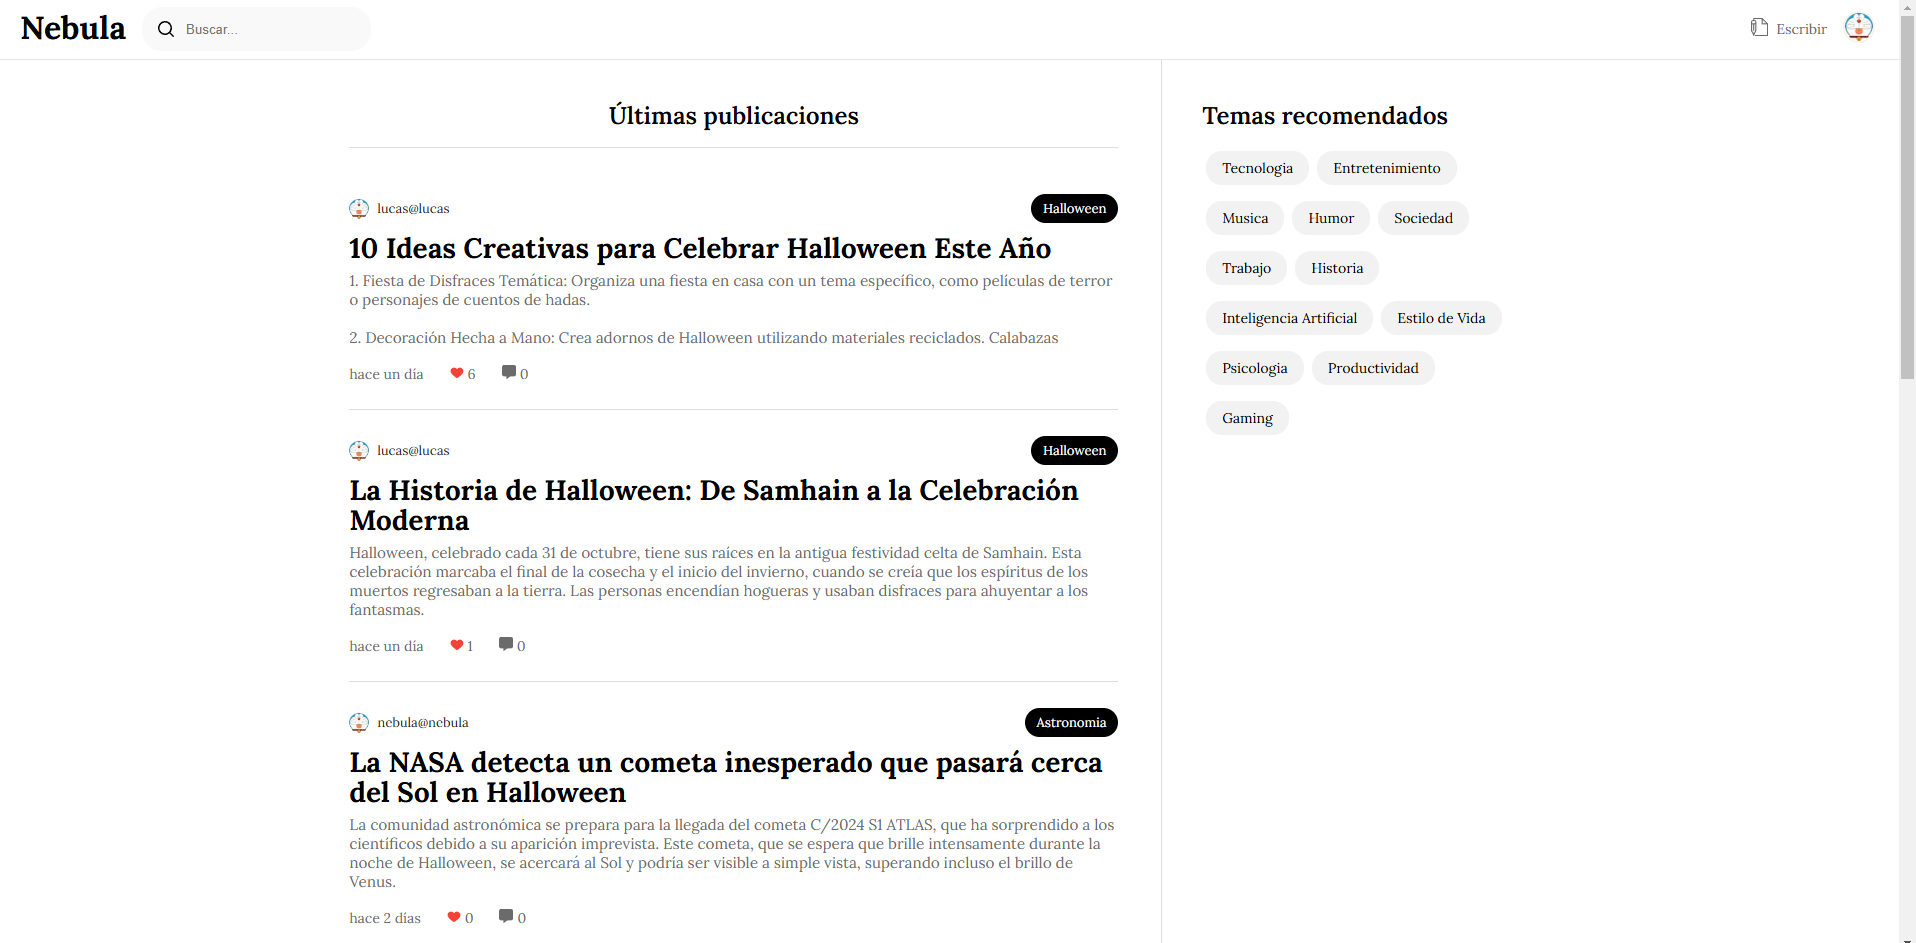 Nebula
Buscar...
Escribir
Últimas publicaciones
lucas@lucas
Halloween
10 Ideas Creativas para Celebrar Halloween Este Año
1. Fiesta de Disfraces Temática: Organiza una fiesta en casa con un tema específico, como películas de terror
o personajes de cuentos de hadas.
2. Decoración Hecha a Mano: Crea adornos de Halloween utilizando materiales reciclados. Calabazas
hace un día 6 0
lucas@lucas
Halloween
La Historia de Halloween: De Samhain a la Celebración
Moderna
Halloween, celebrado cada 31 de octubre, tiene sus raíces en la antigua festividad celta de Samhain. Esta
celebración marcaba el final de la cosecha y el inicio del invierno, cuando se creía que los espíritus de los
muertos regresaban a la tierra. Las personas encendían hogueras y usaban disfraces para ahuyentar a los
fantasmas.
hace un día 1 0
nebula@nebula
Astronomia
La NASA detecta un cometa inesperado que pasará cerca
del Sol en Halloween
La comunidad astronómica se prepara para la llegada del cometa C/2024 S1 ATLAS, que ha sorprendido a los
científicos debido a su aparición imprevista. Este cometa, que se espera que brille intensamente durante la
noche de Halloween, se acercará al Sol y podría ser visible a simple vista, superando incluso el brillo de
Venus.
hace 2 días 0 0
Temas recomendados
Tecnologia Entretenimiento
Musica Humor Sociedad
Trabajo Historia
Inteligencia Artificial Estilo de Vida
Psicologia Productividad
Gaming